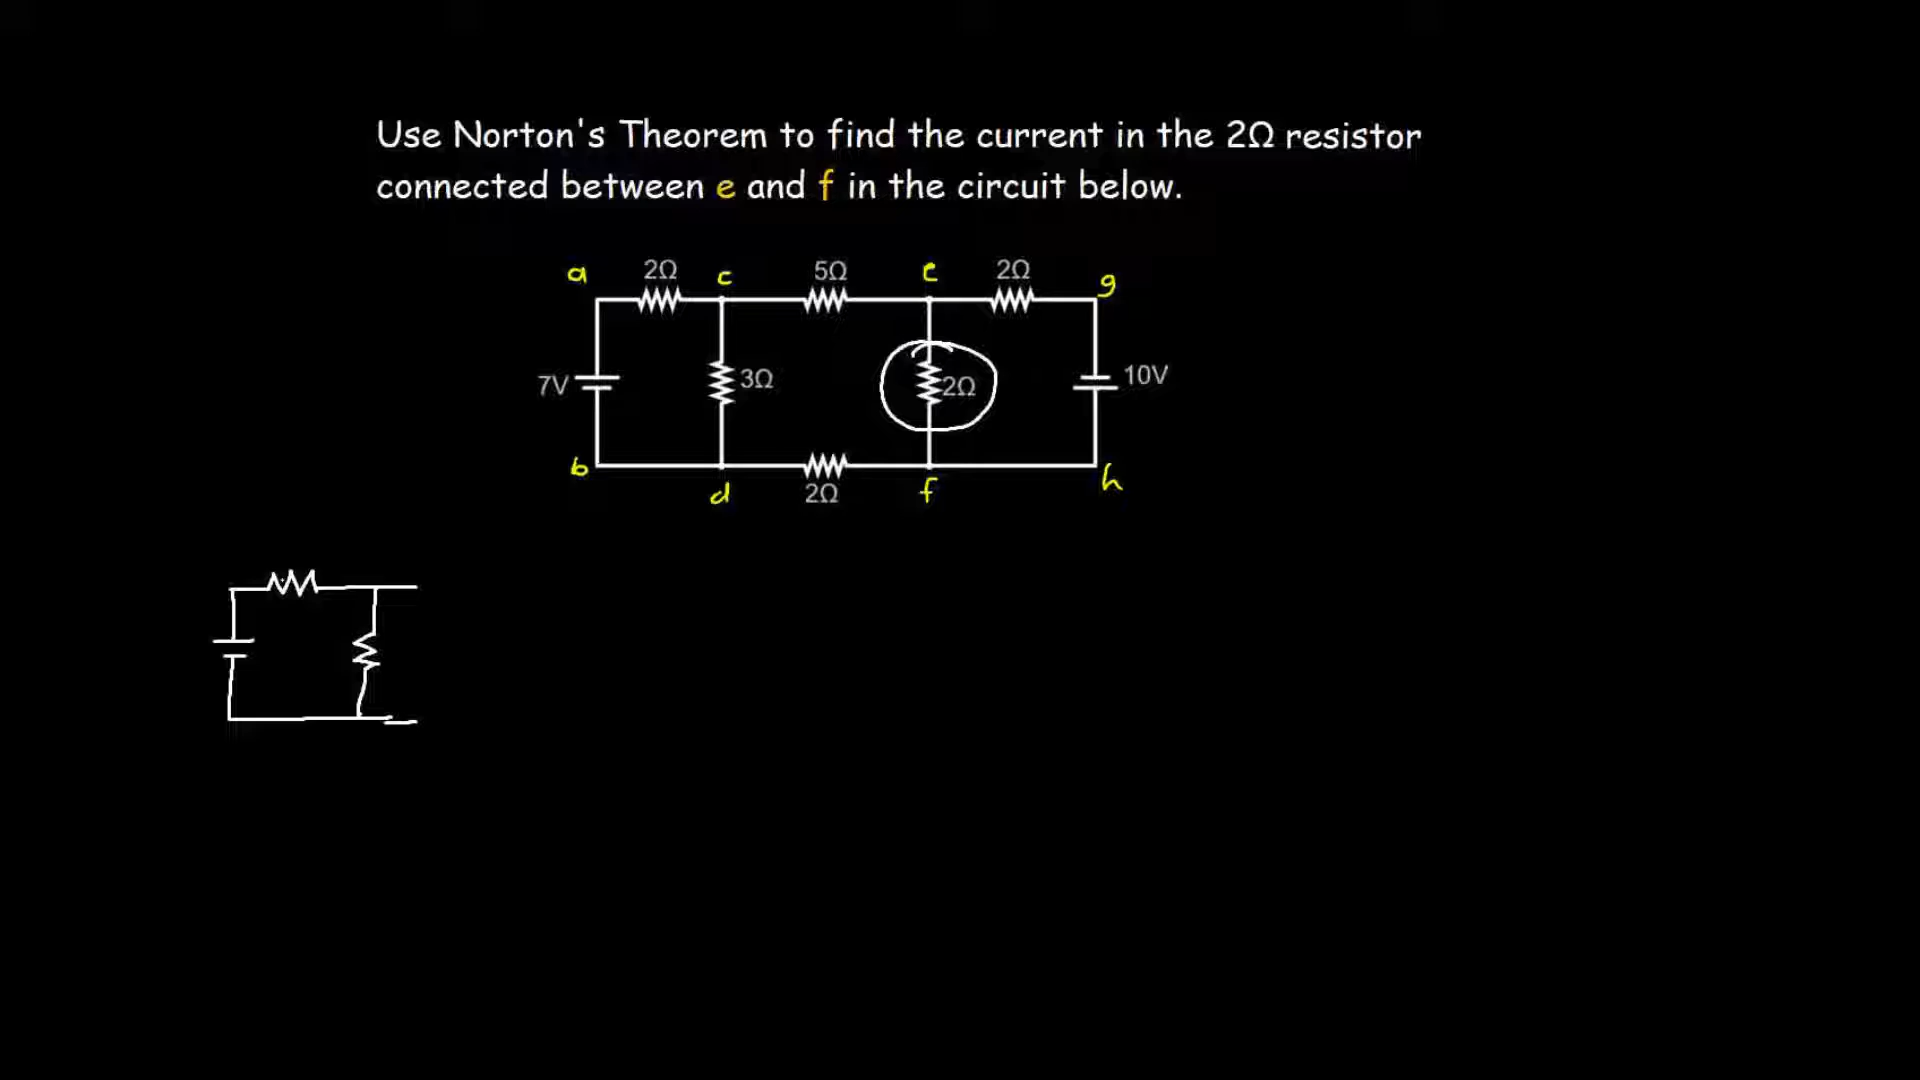 Use Norton's Theorem to find the current in the 2Ω resistor
connected between e and f in the circuit below.
a 2Ω c 5Ω e 2Ω g
7V 3Ω 2Ω 10V
b d 2Ω f h